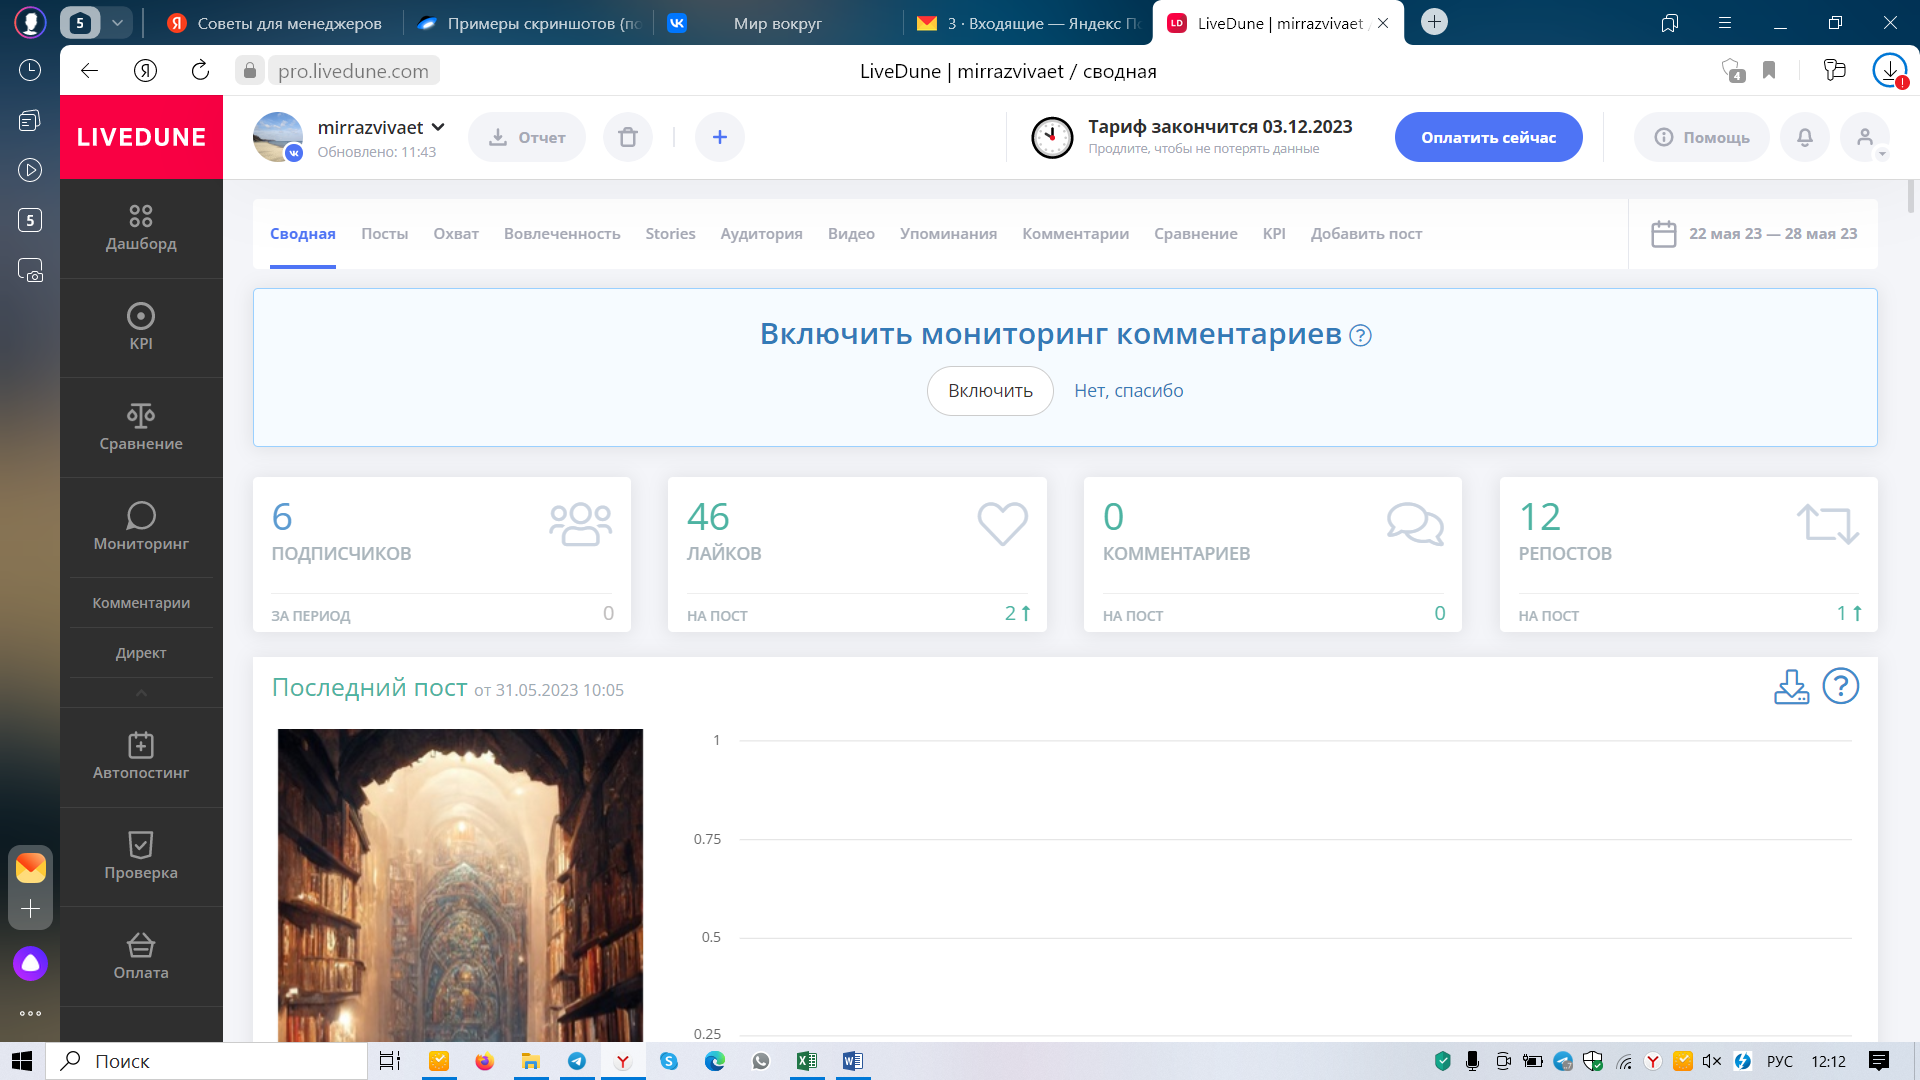 5
Советы для менеджеров
Примеры скриншотов (по
Мир вокруг
3 · Входящие — Яндекс По
LD
LiveDune | mirrazvivaet
pro.livedune.com
LiveDune | mirrazvivaet / сводная
4
LIVEDUNE
mirrazvivaet
Обновлено: 11:43
Отчет
Тариф закончится 03.12.2023
Продлите, чтобы не потерять данные
Оплатить сейчас
Помощь
5
Дашборд
KPI
Сравнение
Мониторинг
Комментарии
Директ
Автопостинг
Проверка
Оплата
Сводная
Посты
Охват
Вовлеченность
Stories
Аудитория
Видео
Упоминания
Комментарии
Сравнение
KPI
Добавить пост
22 мая 23 — 28 мая 23
Включить мониторинг комментариев ?
Включить
Нет, спасибо
6
ПОДПИСЧИКОВ
ЗА ПЕРИОД 0
46
ЛАЙКОВ
НА ПОСТ 2
0
КОММЕНТАРИЕВ
НА ПОСТ 0
12
РЕПОСТОВ
НА ПОСТ 1
Последний пост от 31.05.2023 10:05
?
1
0.75
0.5
0.25
Поиск
РУС
12:12